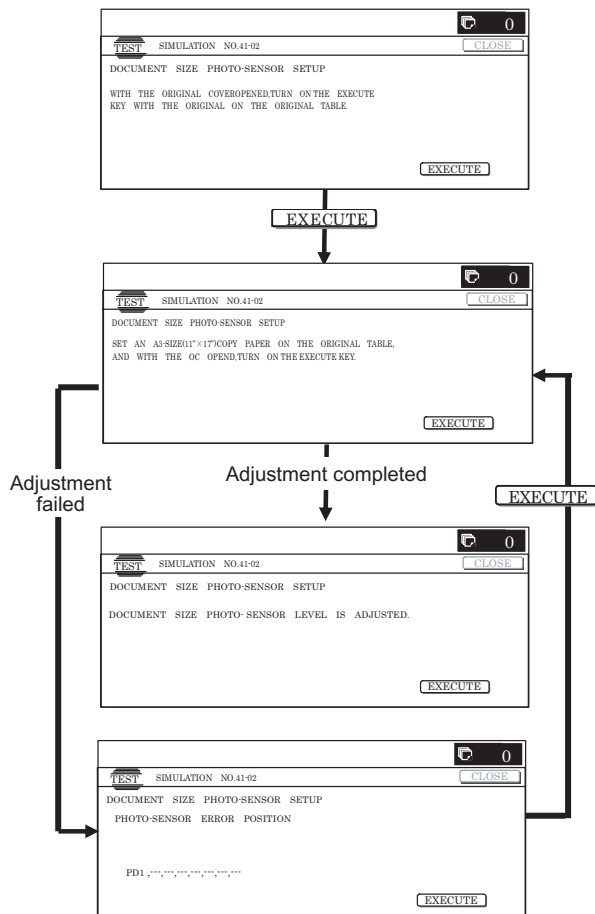 0
TEST SIMULATION NO.41-02 CLOSE
DOCUMENT SIZE PHOTO-SENSOR SETUP
WITH THE ORIGINAL COVEROPENED,TURN ON THE EXECUTE
KEY WITH THE ORIGINAL ON THE ORIGINAL TABLE.
EXECUTE
EXECUTE
0
TEST SIMULATION NO.41-02 CLOSE
DOCUMENT SIZE PHOTO-SENSOR SETUP
SET AN A3-SIZE(11"×17")COPY PAPER ON THE ORIGINAL TABLE,
AND WITH THE OC OPEND,TURN ON THE EXECUTE KEY.
EXECUTE
Adjustment
failed
Adjustment completed
EXECUTE
0
TEST SIMULATION NO.41-02 CLOSE
DOCUMENT SIZE PHOTO-SENSOR SETUP
DOCUMENT SIZE PHOTO- SENSOR LEVEL IS ADJUSTED.
EXECUTE
0
TEST SIMULATION NO.41-02 CLOSE
DOCUMENT SIZE PHOTO-SENSOR SETUP
PHOTO-SENSOR ERROR POSITION
PD1 ,---,---,---,---,---,---,---
EXECUTE